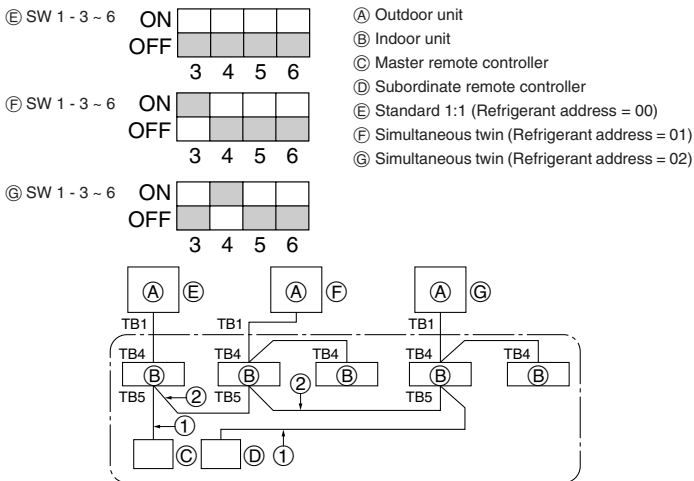 Ⓔ SW 1 - 3 ~ 6 ON
OFF
3 4 5 6
Ⓕ SW 1 - 3 ~ 6 ON
OFF
3 4 5 6
Ⓖ SW 1 - 3 ~ 6 ON
OFF
3 4 5 6
Ⓐ Outdoor unit
Ⓑ Indoor unit
Ⓒ Master remote controller
Ⓓ Subordinate remote controller
Ⓔ Standard 1:1 (Refrigerant address = 00)
Ⓕ Simultaneous twin (Refrigerant address = 01)
Ⓖ Simultaneous twin (Refrigerant address = 02)
Ⓐ Ⓔ Ⓐ Ⓕ Ⓐ Ⓖ
TB1 TB1 TB1
TB4 TB4 TB4 TB4 TB4
Ⓑ Ⓑ Ⓑ Ⓑ Ⓑ
TB5 ② TB5 ② TB5
①
Ⓒ Ⓓ ①